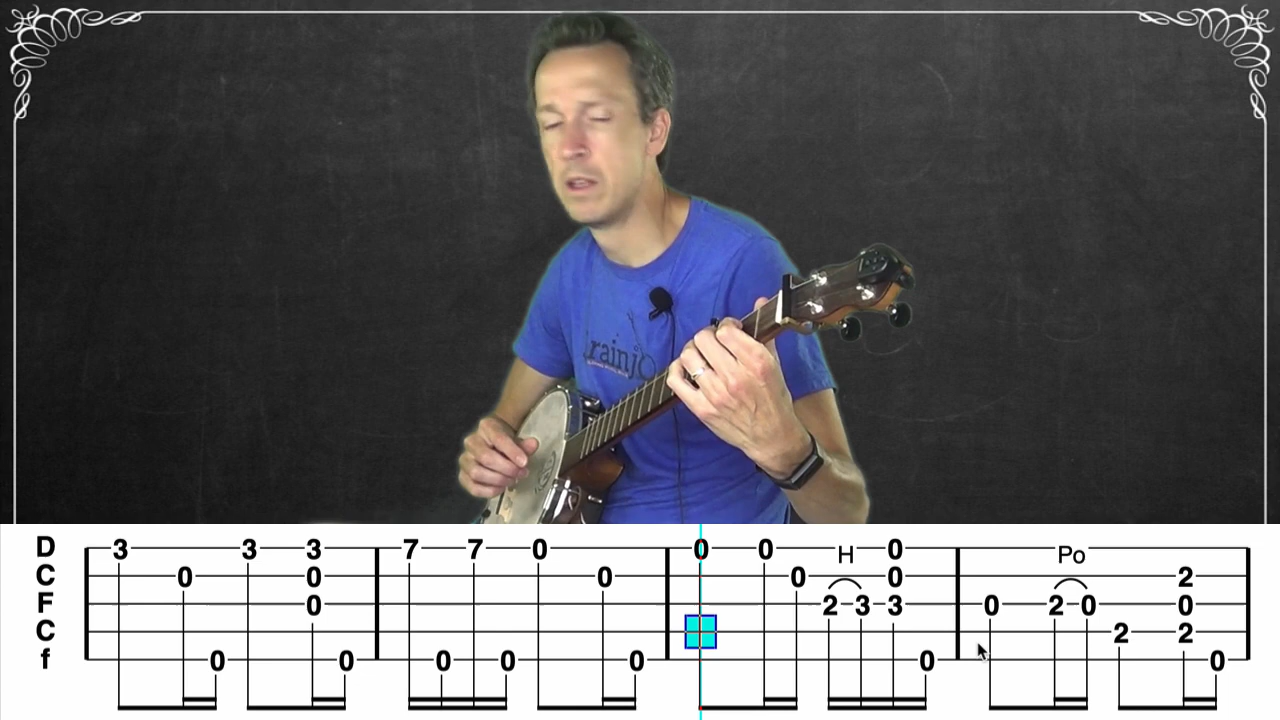 rainjo
D 3 3 3 7 7 0 0 0 H 0 Po
C 0 0 0 0 0 2
F 0 2 3 3 0 2 0 0
C 2 2
f 0 0 0 0 0 0 0